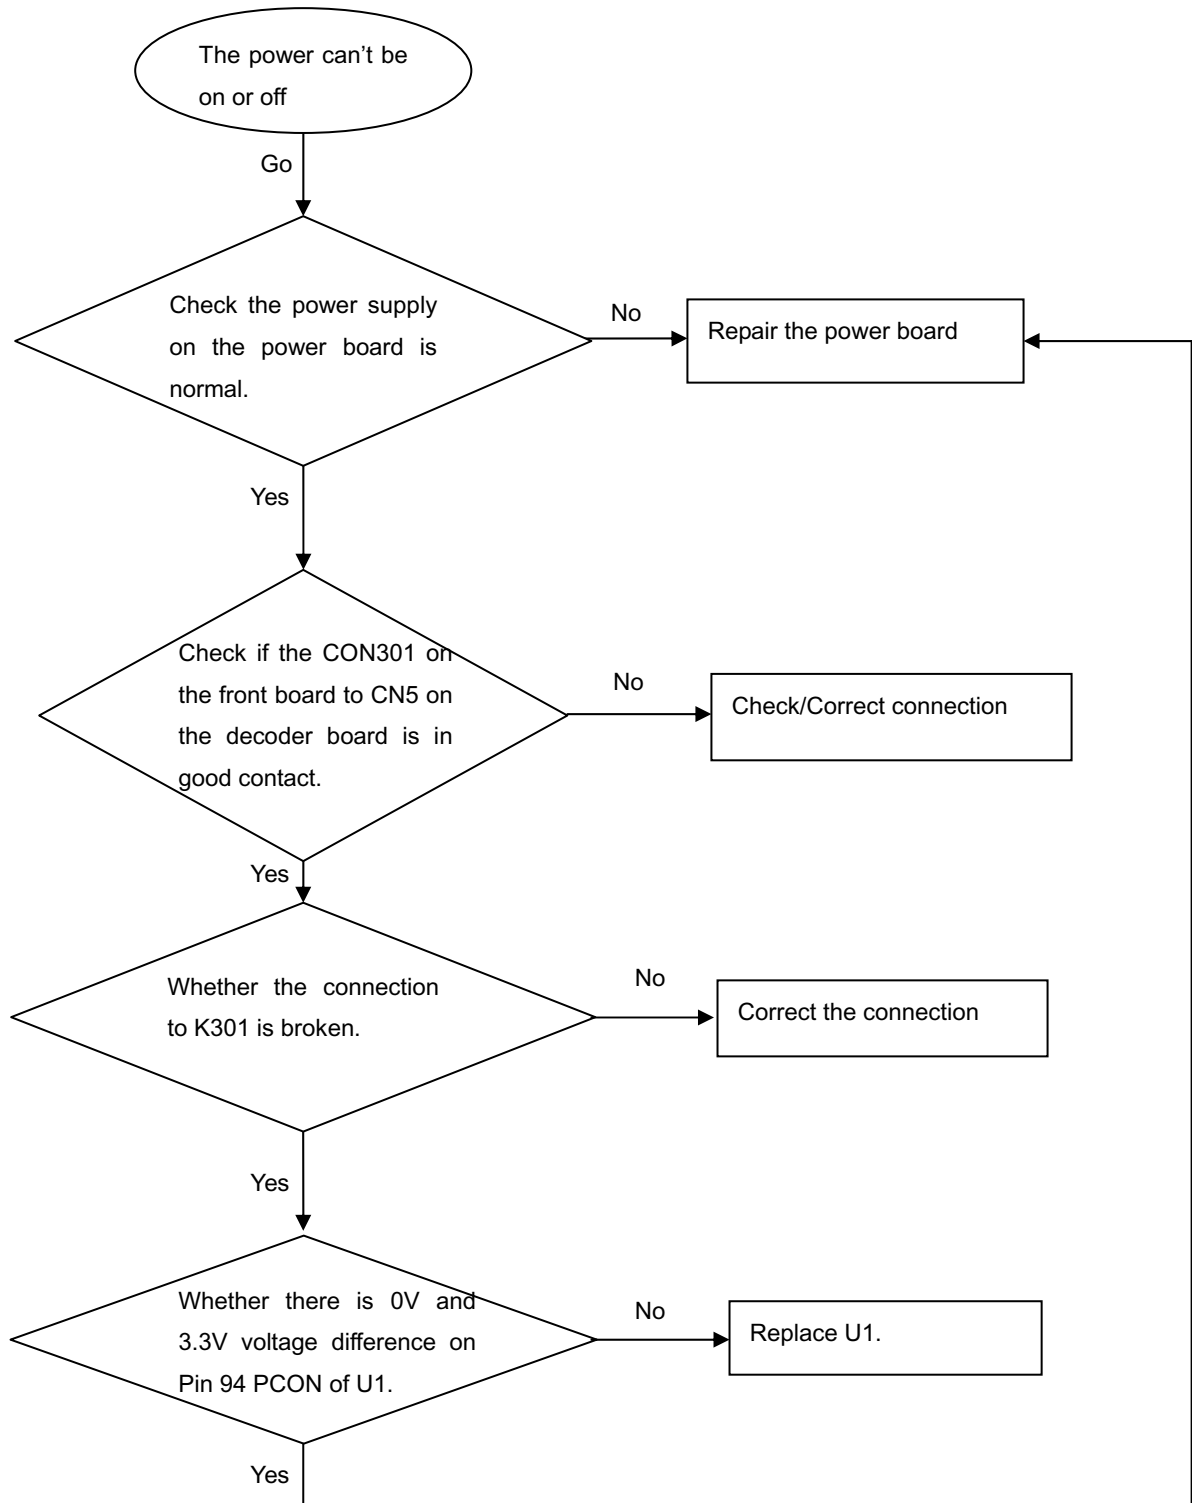 The power can't be
on or off
Go
Check the power supply
on the power board is
normal.
No
Repair the power board
Yes
Check if the CON301 on
the front board to CN5 on
the decoder board is in
good contact.
No
Check/Correct connection
Yes
Whether the connection
to K301 is broken.
No
Correct the connection
Yes
Whether there is 0V and
3.3V voltage difference on
Pin 94 PCON of U1.
No
Replace U1.
Yes